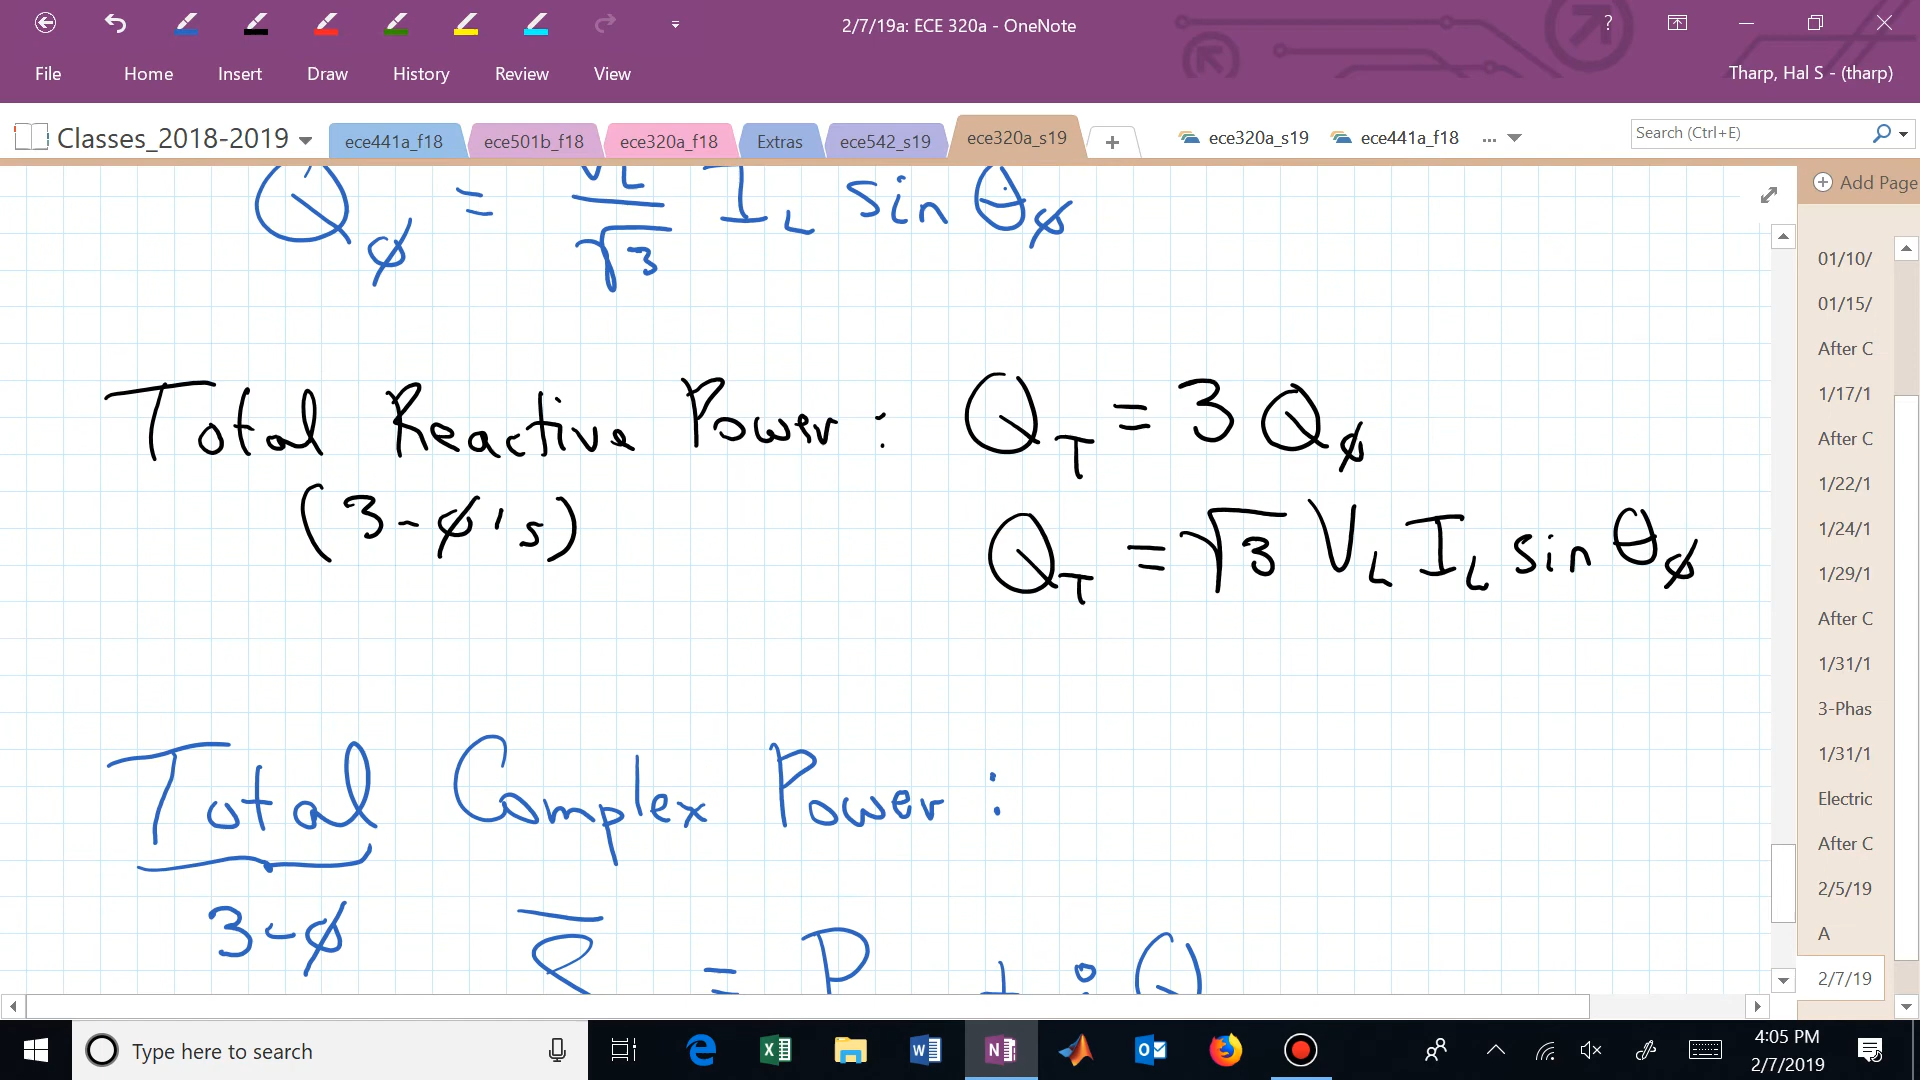 2/7/19a: ECE 320a - OneNote
?
File Home Insert Draw History Review View
Tharp, Hal S - (tharp)
Classes_2018-2019
ece441a_f18 ece501b_f18 ece320a_f18 Extras ece542_s19 ece320a_s19 +
ece320a_s19 ece441a_f18 ...
Search (Ctrl+E)
Add Page
Qϕ = VL/√3 IL sin θϕ
Total Reactive Power: QT = 3 Qϕ
(3-ϕ's)
QT = √3 VL IL sin θϕ
Total Complex Power:
3-ϕ
S̅ = P + j Q
01/10/
01/15/
After C
1/17/1
After C
1/22/1
1/24/1
1/29/1
After C
1/31/1
3-Phas
1/31/1
Electric
After C
2/5/19
A
2/7/19
Type here to search
4:05 PM
2/7/2019